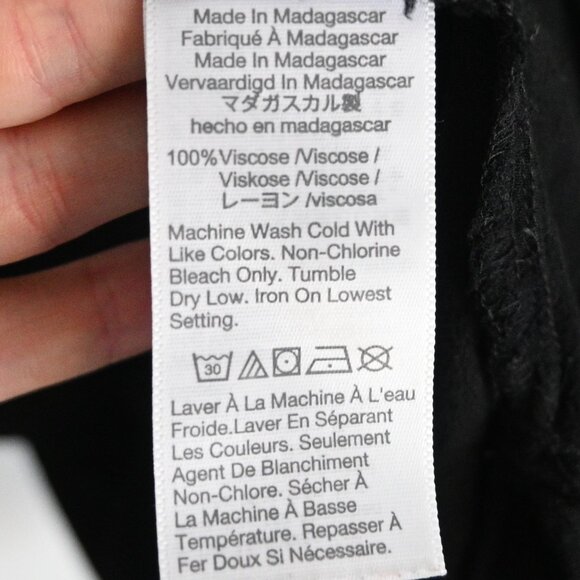 Made In Madagascar
Fabriqué À Madagascar
Made In Madagascar
Vervaardigd In Madagascar
マダガスカル製
hecho en madagascar
100%Viscose /Viscose /
Viskose /Viscose /
レーヨン /viscosa
Machine Wash Cold With
Like Colors. Non-Chlorine
Bleach Only. Tumble
Dry Low. Iron On Lowest
Setting.
30
Laver À La Machine À L'eau
Froide.Laver En Séparant
Les Couleurs. Seulement
Agent De Blanchiment
Non-Chlore. Sécher À
La Machine À Basse
Température. Repasser À
Fer Doux Si Nécessaire.